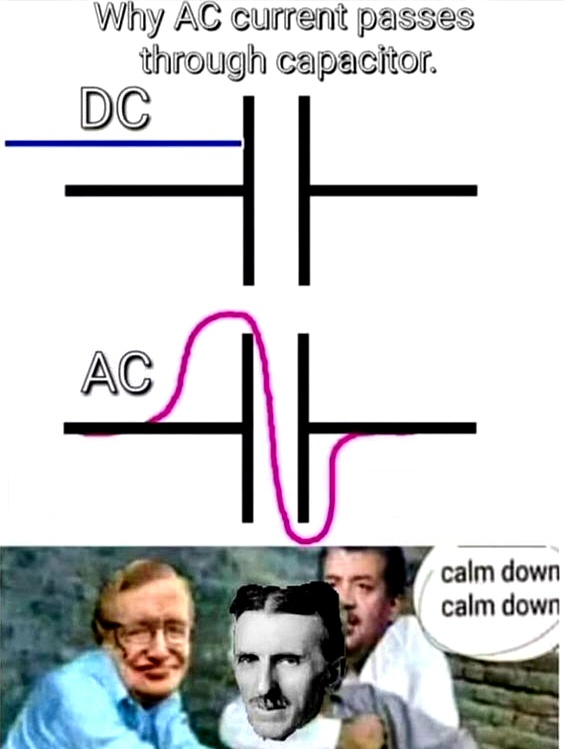 Why AC current passes
through capacitor.
DC
AC
calm down
calm down